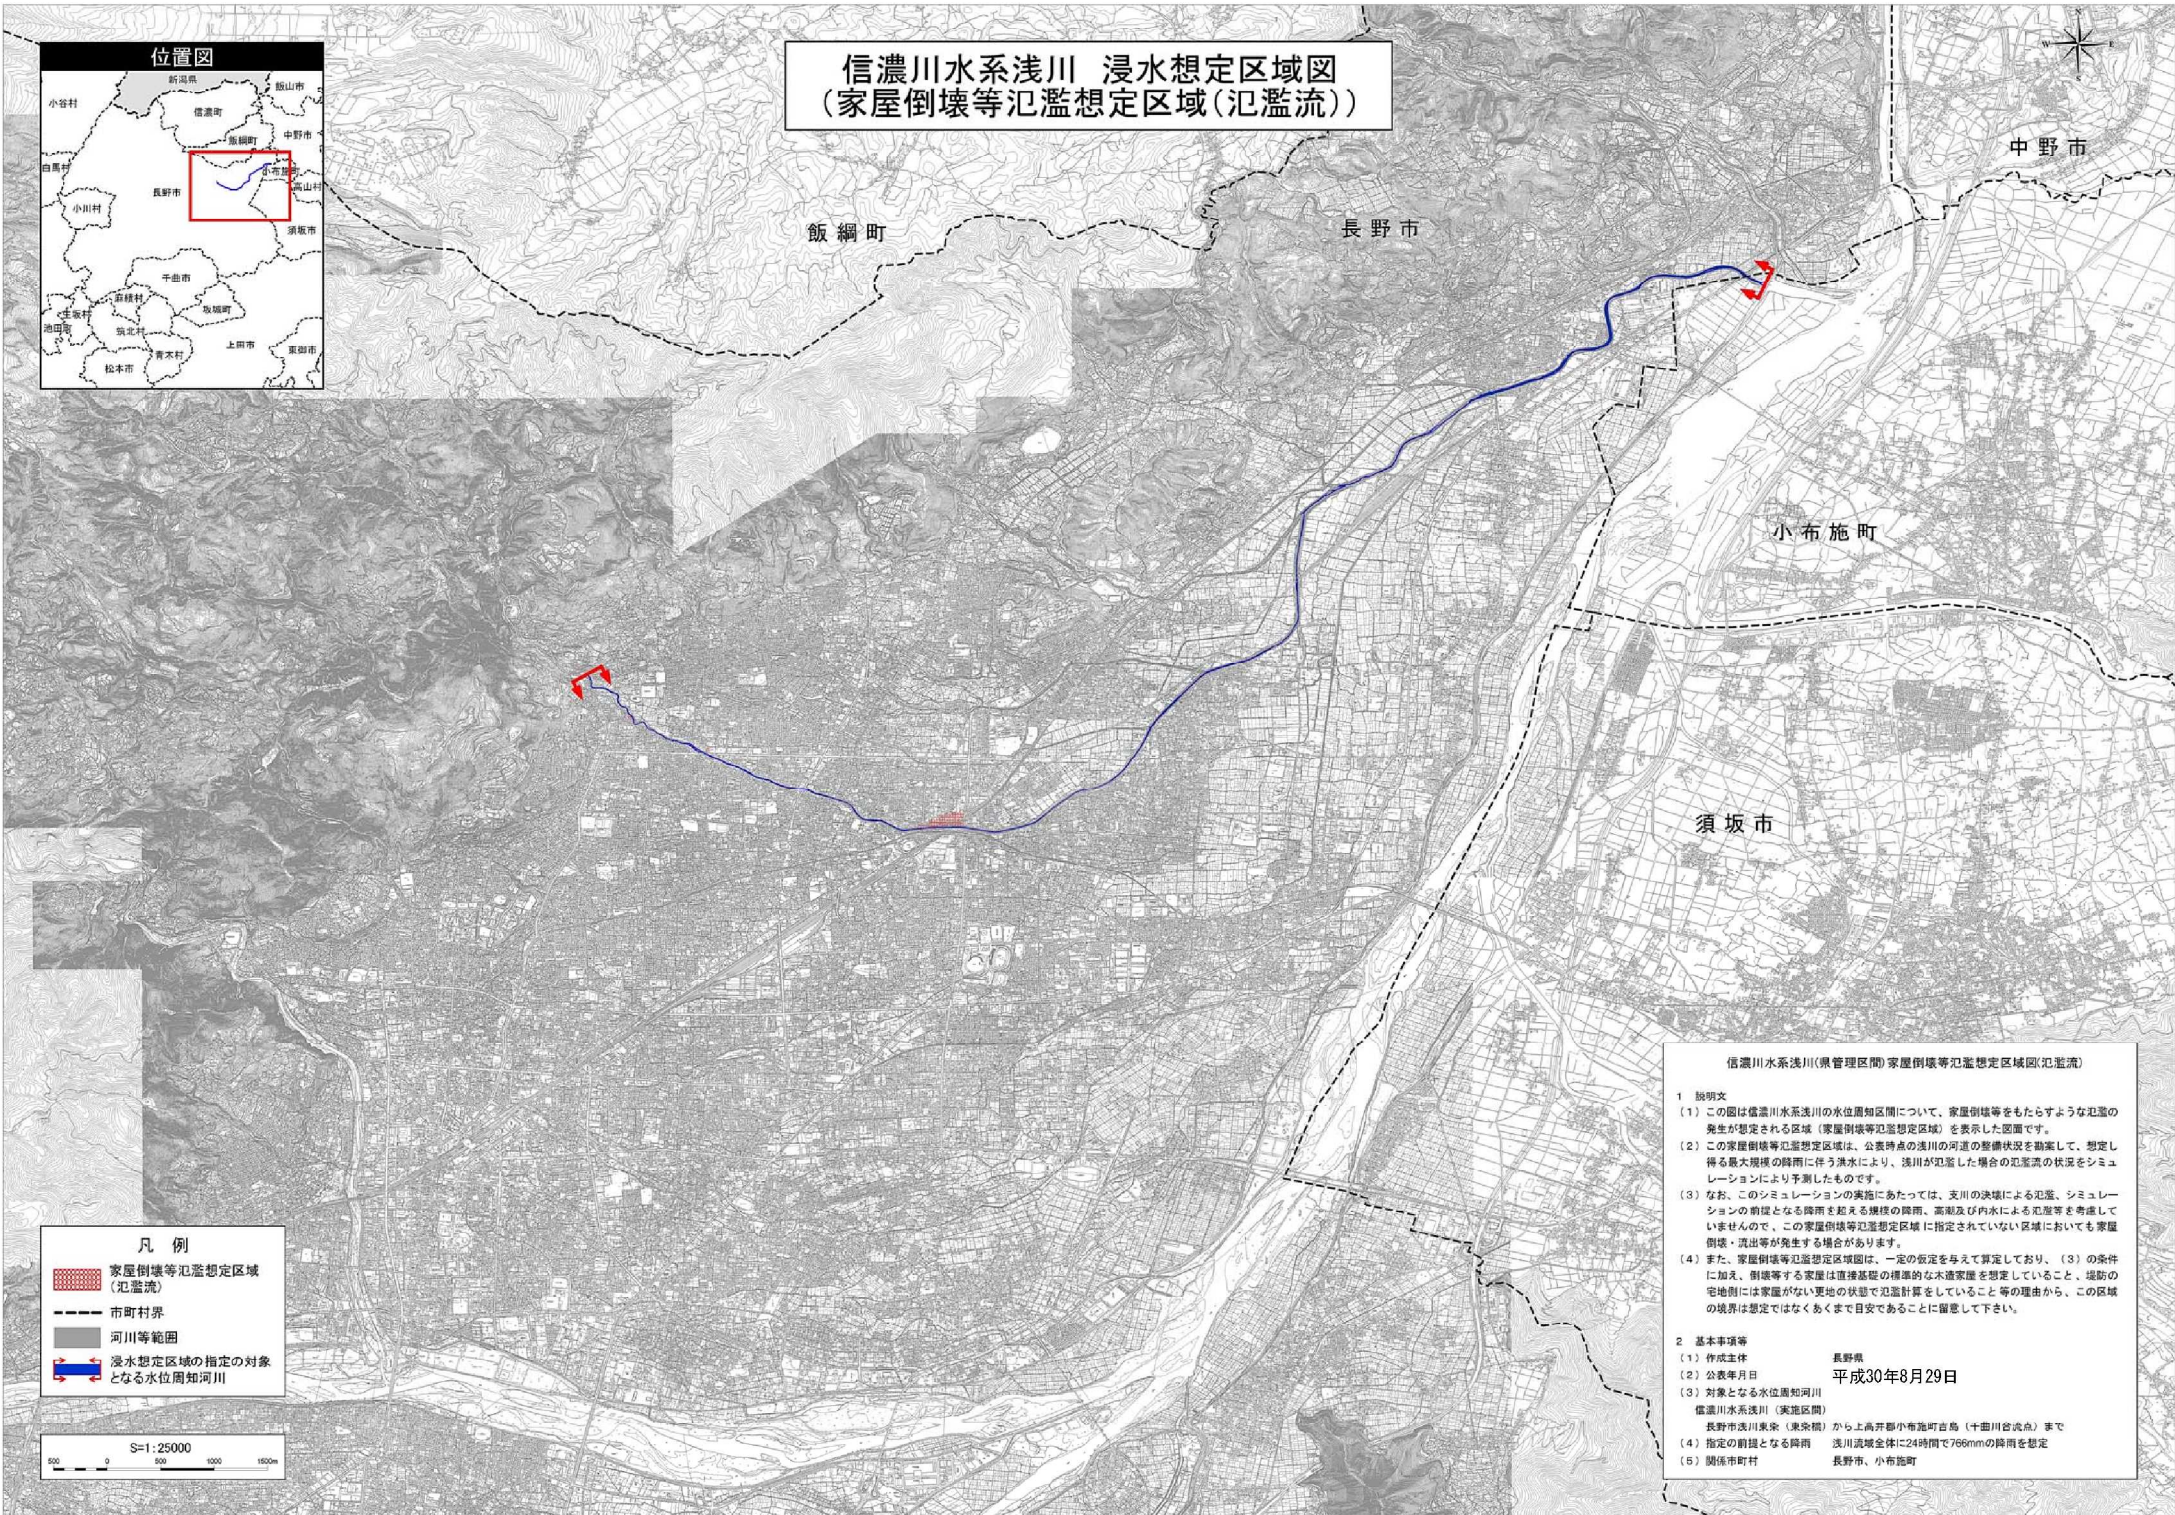 信濃川水系浅川 浸水想定区域図
(家屋倒壊等氾濫想定区域(氾濫流))
位置図
新潟県
小谷村
飯山市
信濃町
飯綱町
中野市
白馬村
小布施町
長野市
高山村
小川村
須坂市
千曲市
麻績村
生坂村
坂城町
池田町
筑北村
上田市
青木村
東御市
松本市
N
W
E
S
中野市
飯綱町
長野市
小布施町
須坂市
凡 例
家屋倒壊等氾濫想定区域
(氾濫流)
市町村界
河川等範囲
浸水想定区域の指定の対象
となる水位周知河川
S=1:25000
500 0 500 1000 1500m
信濃川水系浅川(県管理区間)家屋倒壊等氾濫想定区域図(氾濫流)
1 説明文
(1) この図は信濃川水系浅川の水位周知区間について、家屋倒壊等をもたらすような氾濫の
発生が想定される区域(家屋倒壊等氾濫想定区域)を表示した図面です。
(2) この家屋倒壊等氾濫想定区域は、公表時点の浅川の河道の整備状況を勘案して、想定し
得る最大規模の降雨に伴う洪水により、浅川が氾濫した場合の氾濫流の状況をシミュ
レーションにより予測したものです。
(3) なお、このシミュレーションの実施にあたっては、支川の決壊による氾濫、シミュレー
ションの前提となる降雨を超える規模の降雨、高潮及び内水による氾濫等を考慮して
いませんので、この家屋倒壊等氾濫想定区域に指定されていない区域においても家屋
倒壊・流出等が発生する場合があります。
(4) また、家屋倒壊等氾濫想定区域図は、一定の仮定を与えて算定しており、(3)の条件
に加え、倒壊等する家屋は直接基礎の標準的な木造家屋を想定していること、堤防の
宅地側には家屋がない更地の状態で氾濫計算をしていること等の理由から、この区域
の境界は想定ではなくあくまで目安であることに留意して下さい。
2 基本事項等
(1) 作成主体 長野県
(2) 公表年月日 平成30年8月29日
(3) 対象となる水位周知河川
信濃川水系浅川(実施区間)
長野市浅川東条(東条橋)から上高井郡小布施町吉島(千曲川合流点)まで
(4) 指定の前提となる降雨 浅川流域全体に24時間で766mmの降雨を想定
(5) 関係市町村 長野市、小布施町